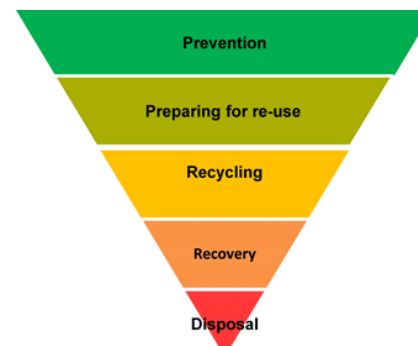 Prevention
Preparing for re-use
Recycling
Recovery
Disposal